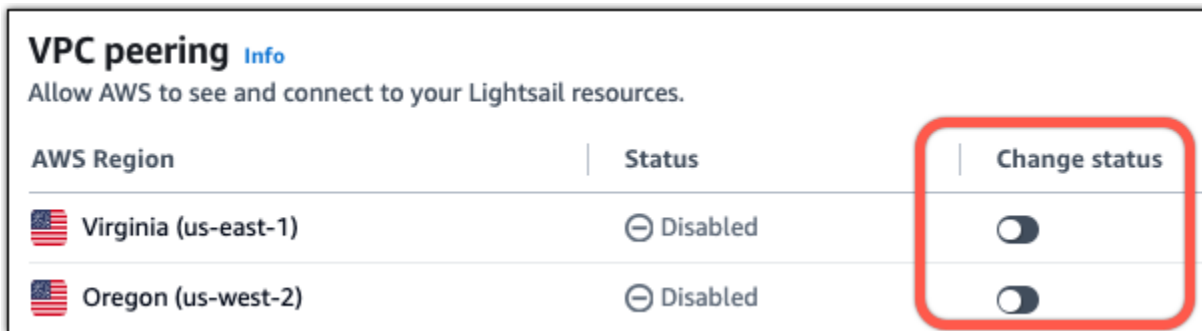 VPC peering Info
Allow AWS to see and connect to your Lightsail resources.
AWS Region Status Change status
Virginia (us-east-1) Disabled
Oregon (us-west-2) Disabled